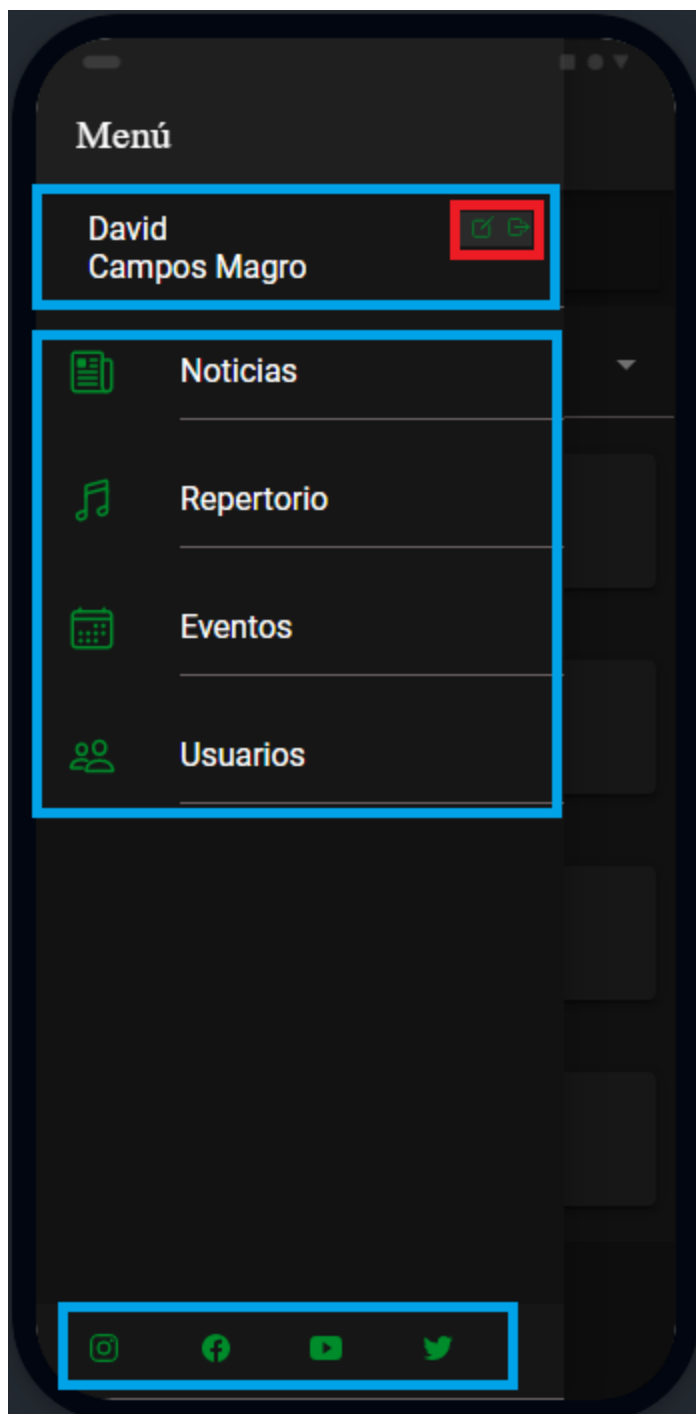 Menú
David
Campos Magro
Noticias
Repertorio
Eventos
Usuarios